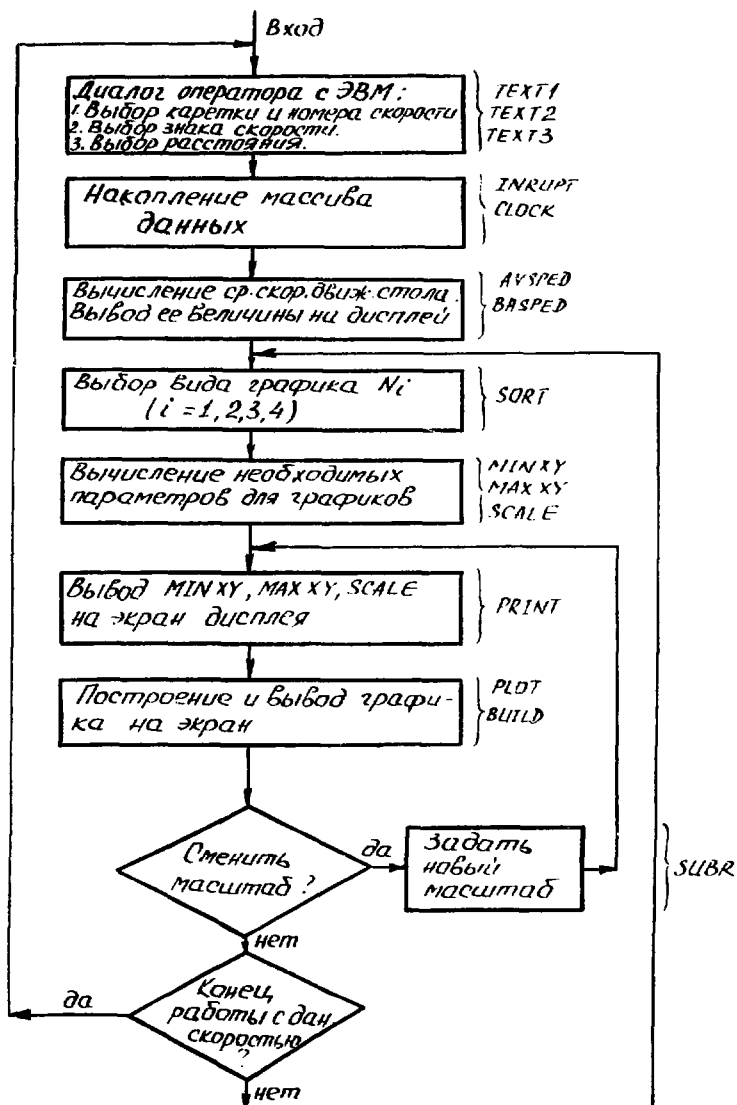 Вход
Диалог оператора с ЭВМ:
1. Выбор каретки и номера скорости
2. Выбор знака скорости.
3. Выбор расстояния.
TEXT1
TEXT2
TEXT3
Накопление массива
данных
INRUPT
CLOCK
Вычисление ср.скор.движ.стола.
Вывод ее величины на дисплей
AVSPED
BASPED
Выбор вида графика Ni
(i = 1,2,3,4)
SORT
Вычисление необходимых
параметров для графиков
MINXY
MAXXY
SCALE
Вывод MINXY, MAXXY, SCALE
на экран дисплея
PRINT
Построение и вывод графи-
ка на экран
PLOT
BUILD
Сменить
масштаб ?
да
Задать
новый
масштаб
SUBR
нет
Конец
работы с дан.
скоростью
?
да
нет